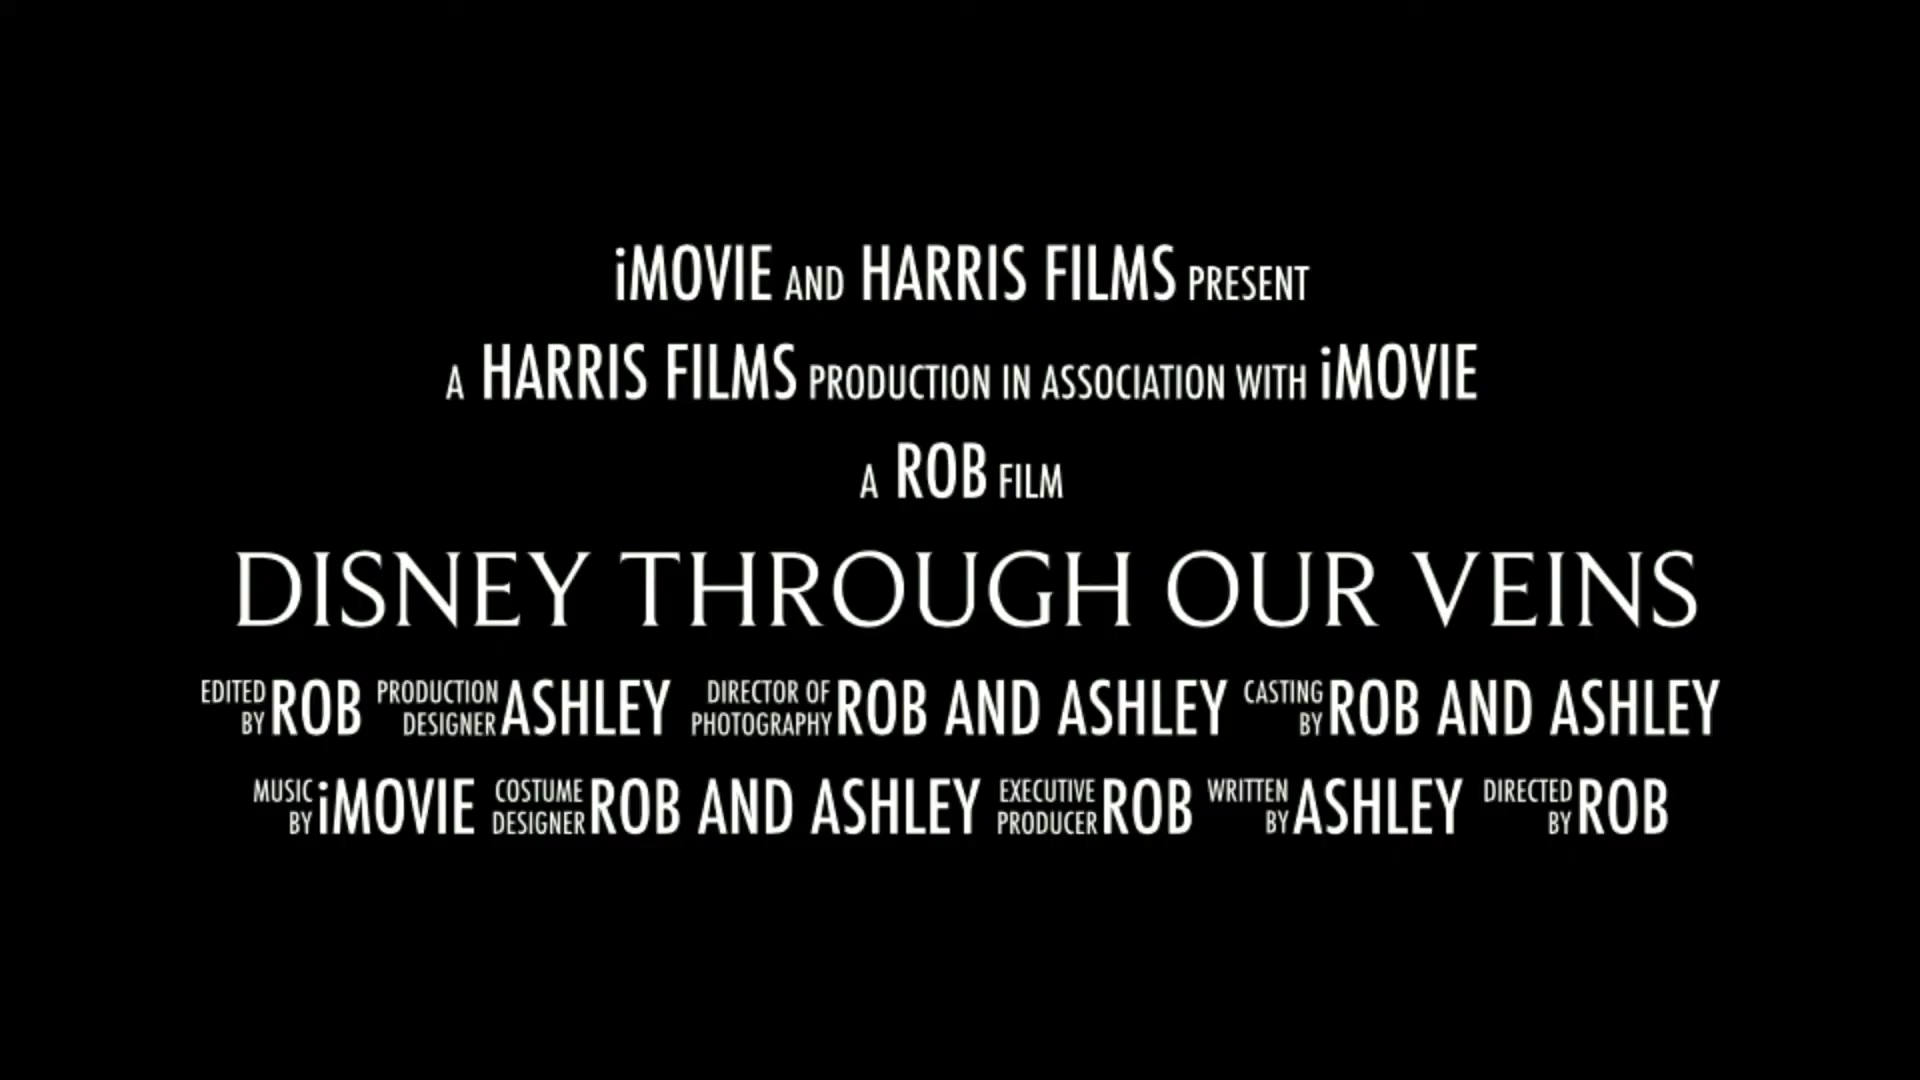 iMOVIE AND HARRIS FILMS PRESENT
A HARRIS FILMS PRODUCTION IN ASSOCIATION WITH iMOVIE
A ROB FILM
DISNEY THROUGH OUR VEINS
EDITED BY ROB PRODUCTION DESIGNER ASHLEY DIRECTOR OF PHOTOGRAPHY ROB AND ASHLEY CASTING BY ROB AND ASHLEY
MUSIC BY iMOVIE COSTUME DESIGNER ROB AND ASHLEY EXECUTIVE PRODUCER ROB WRITTEN BY ASHLEY DIRECTED BY ROB